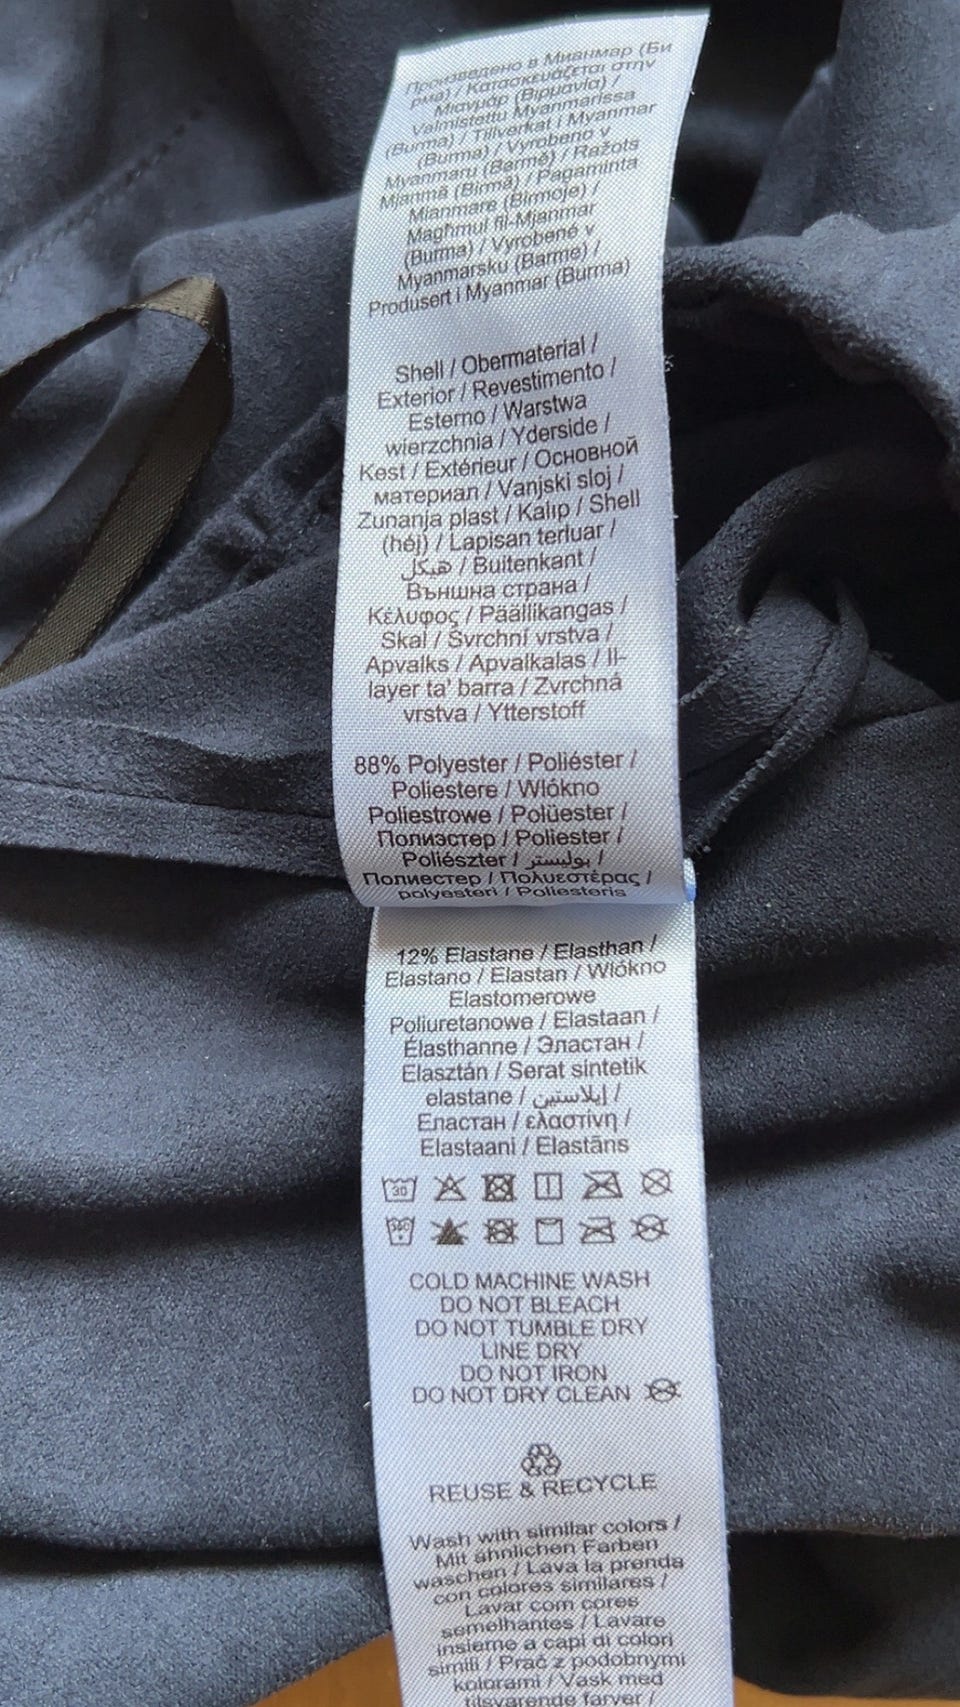 Произведено в Мианмар (Би
рма) / Κατασκευάζεται στην
Μιανμάρ (Βιρμανία) /
Valmistettu Myanmarissa
(Burma) / Tillverkat i Myanmar
(Burma) / Vyrobeno v
Myanmaru (Barmě) / Ražots
Mjanmā (Birmā) / Pagaminta
Mianmare (Birmoje) /
Magħmul fil-Mjanmar
(Burma) / Vyrobené v
Myanmarsku (Barme) /
Produsert i Myanmar (Burma)
Shell / Obermaterial /
Exterior / Revestimento /
Esterno / Warstwa
wierzchnia / Yderside /
Kest / Extérieur / Основной
материал / Vanjski sloj /
Zunanja plast / Kalıp / Shell
(héj) / Lapisan terluar /
هيكل / Buitenkant /
Външна страна /
Κέλυφος / Päällikangas /
Skal / Svrchní vrstva /
Apvalks / Apvalkalas / Il-
layer ta' barra / Zvrchná
vrstva / Ytterstoff
88% Polyester / Poliéster /
Poliestere / Włókno
Poliestrowe / Polüester /
Полиэстер / Poliester /
Poliészter / بوليستر /
Полиестер / Πολυεστέρας /
polyesteri / Poliesteris
12% Elastane / Elasthan /
Elastano / Elastan / Włókno
Elastomerowe
Poliuretanowe / Elastaan /
Élasthanne / Эластан /
Elasztán / Serat sintetik
elastane / إيلاستين /
Еластан / ελαστίνη /
Elastaani / Elastāns
30
COLD MACHINE WASH
DO NOT BLEACH
DO NOT TUMBLE DRY
LINE DRY
DO NOT IRON
DO NOT DRY CLEAN
REUSE & RECYCLE
Wash with similar colors /
Mit ähnlichen Farben
waschen / Lava la prenda
con colores similares /
Lavar com cores
semelhantes / Lavare
insieme a capi di colori
simili / Prać z podobnymi
kolorami / Vask med
tilsvarende farver /